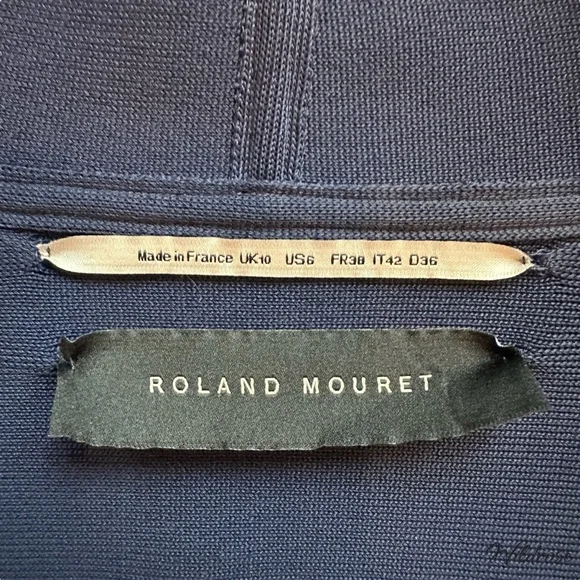 Made in France UK10 US6 FR38 IT42 D36
ROLAND MOURET